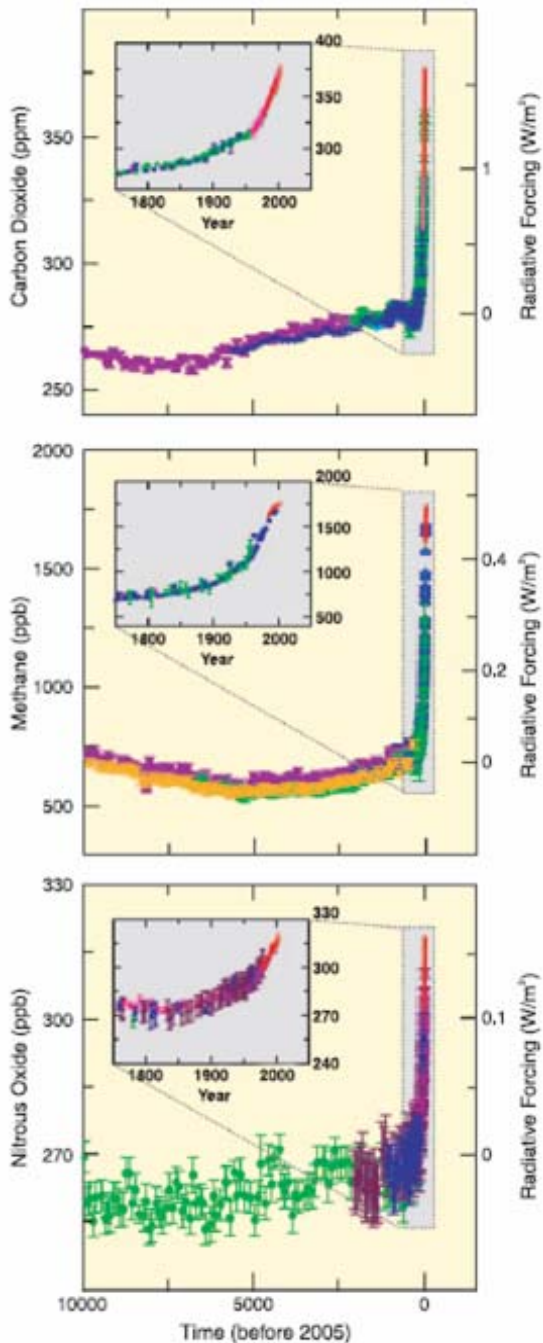 400
350
300
1800 1900 2000
Year
350
300
250
Carbon Dioxide (ppm)
1
0
Radiative Forcing (W/m²)
2000
1500
1000
500
1800 1900 2000
Year
2000
1500
1000
500
Methane (ppb)
0,4
0,2
0
Radiative Forcing (W/m²)
330
300
270
240
1800 1900 2000
Year
330
300
270
Nitrous Oxide (ppb)
0,1
0
Radiative Forcing (W/m²)
10000 5000 0
Time (before 2005)